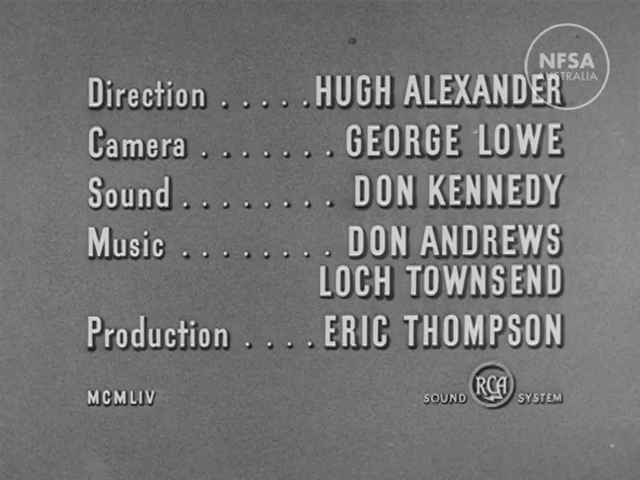 NFSA
AUSTRALIA
Direction . . . . . HUGH ALEXANDER
Camera . . . . . . . GEORGE LOWE
Sound . . . . . . . . DON KENNEDY
Music . . . . . . . . DON ANDREWS
LOCH TOWNSEND
Production . . . . ERIC THOMPSON
MCMLIV
SOUND RCA SYSTEM